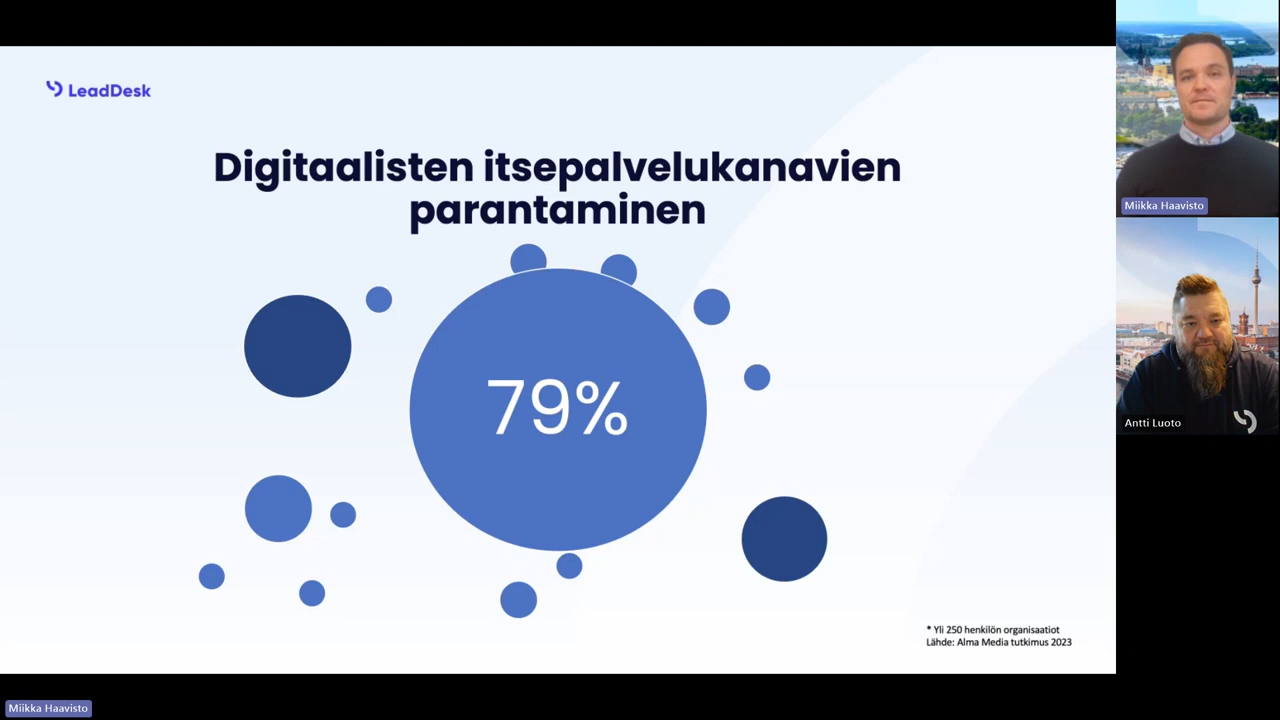 LeadDesk
Digitaalisten itsepalvelukanavien
parantaminen
79%
* Yli 250 henkilön organisaatiot
Lähde: Alma Media tutkimus 2023
Miikka Haavisto
Antti Luoto
Miikka Haavisto